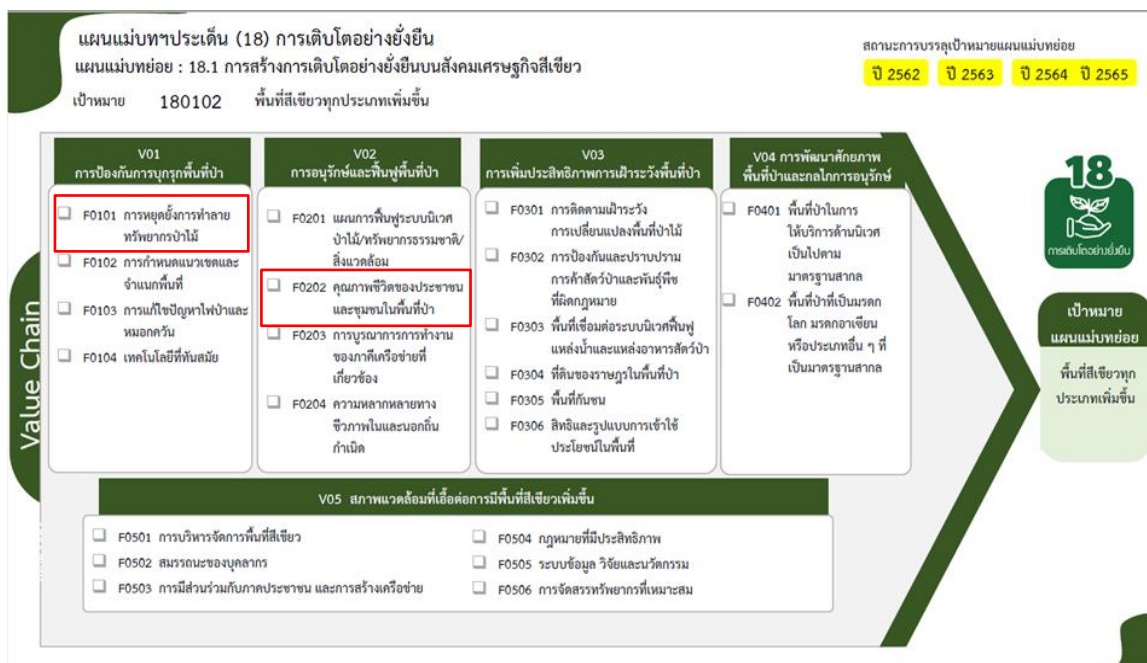 แผนแม่บทฯประเด็น (18) การเติบโตอย่างยั่งยืน
แผนแม่บทย่อย : 18.1 การสร้างการเติบโตอย่างยั่งยืนบนสังคมเศรษฐกิจสีเขียว
เป้าหมาย 180102 พื้นที่สีเขียวทุกประเภทเพิ่มขึ้น
สถานะการบรรลุเป้าหมายแผนแม่บทย่อย
ปี 2562 ปี 2563 ปี 2564 ปี 2565
Value Chain
V01
การป้องกันการบุกรุกพื้นที่ป่า
F0101 การหยุดยั้งการทำลาย
ทรัพยากรป่าไม้
F0102 การกำหนดแนวเขตและ
จำแนกพื้นที่
F0103 การแก้ไขปัญหาไฟป่าและ
หมอกควัน
F0104 เทคโนโลยีที่ทันสมัย
V02
การอนุรักษ์และฟื้นฟูพื้นที่ป่า
F0201 แผนการฟื้นฟูระบบนิเวศ
ป่าไม้/ทรัพยากรธรรมชาติ/
สิ่งแวดล้อม
F0202 คุณภาพชีวิตของประชาชน
และชุมชนในพื้นที่ป่า
F0203 การบูรณาการการทำงาน
ของภาคีเครือข่ายที่
เกี่ยวข้อง
F0204 ความหลากหลายทาง
ชีวภาพในและนอกถิ่น
กำเนิด
V03
การเพิ่มประสิทธิภาพการเฝ้าระวังพื้นที่ป่า
F0301 การติดตามเฝ้าระวัง
การเปลี่ยนแปลงพื้นที่ป่าไม้
F0302 การป้องกันและปราบปราม
การค้าสัตว์ป่าและพันธุ์พืช
ที่ผิดกฎหมาย
F0303 พื้นที่เชื่อมต่อระบบนิเวศฟื้นฟู
แหล่งน้ำและแหล่งอาหารสัตว์ป่า
F0304 ที่ดินของราษฎรในพื้นที่ป่า
F0305 พื้นที่กันชน
F0306 สิทธิและรูปแบบการเข้าใช้
ประโยชน์ในพื้นที่
V04 การพัฒนาศักยภาพ
พื้นที่ป่าและกลไกการอนุรักษ์
F0401 พื้นที่ป่าในการ
ให้บริการด้านนิเวศ
เป็นไปตาม
มาตรฐานสากล
F0402 พื้นที่ป่าที่เป็นมรดก
โลก มรดกอาเซียน
หรือประเภทอื่น ๆ ที่
เป็นมาตรฐานสากล
V05 สภาพแวดล้อมที่เอื้อต่อการมีพื้นที่สีเขียวเพิ่มขึ้น
F0501 การบริหารจัดการพื้นที่สีเขียว
F0502 สมรรถนะของบุคลากร
F0503 การมีส่วนร่วมกับภาคประชาชน และการสร้างเครือข่าย
F0504 กฎหมายที่มีประสิทธิภาพ
F0505 ระบบข้อมูล วิจัยและนวัตกรรม
F0506 การจัดสรรทรัพยากรที่เหมาะสม
18
การเติบโตอย่างยั่งยืน
เป้าหมาย
แผนแม่บทย่อย
พื้นที่สีเขียวทุก
ประเภทเพิ่มขึ้น